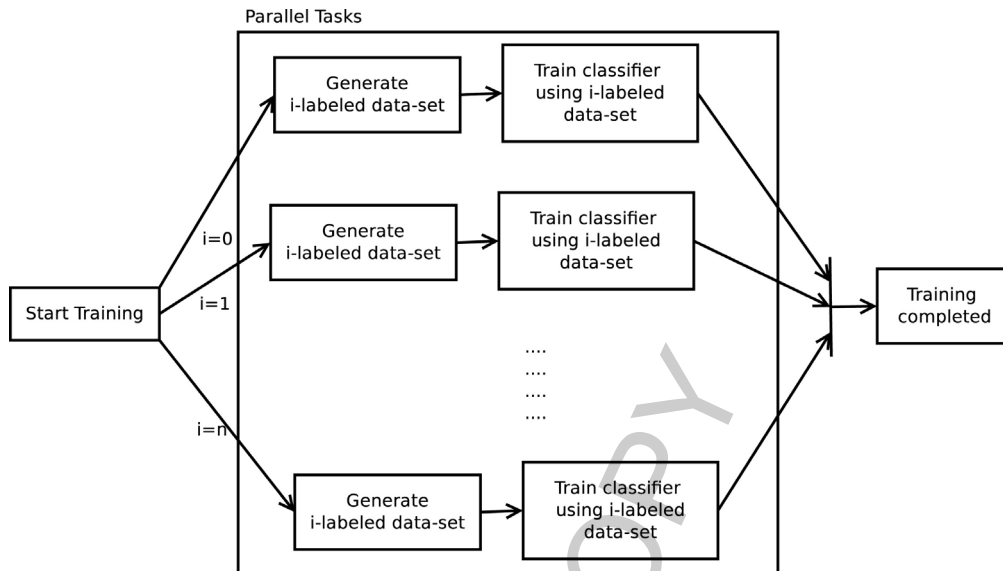 Parallel Tasks
Generate
i-labeled data-set
Train classifier
using i-labeled
data-set
i=0
Generate
i-labeled data-set
Train classifier
using i-labeled
data-set
Start Training
i=1
Training
completed
....
....
....
....
i=n
Generate
i-labeled data-set
Train classifier
using i-labeled
data-set
OPY